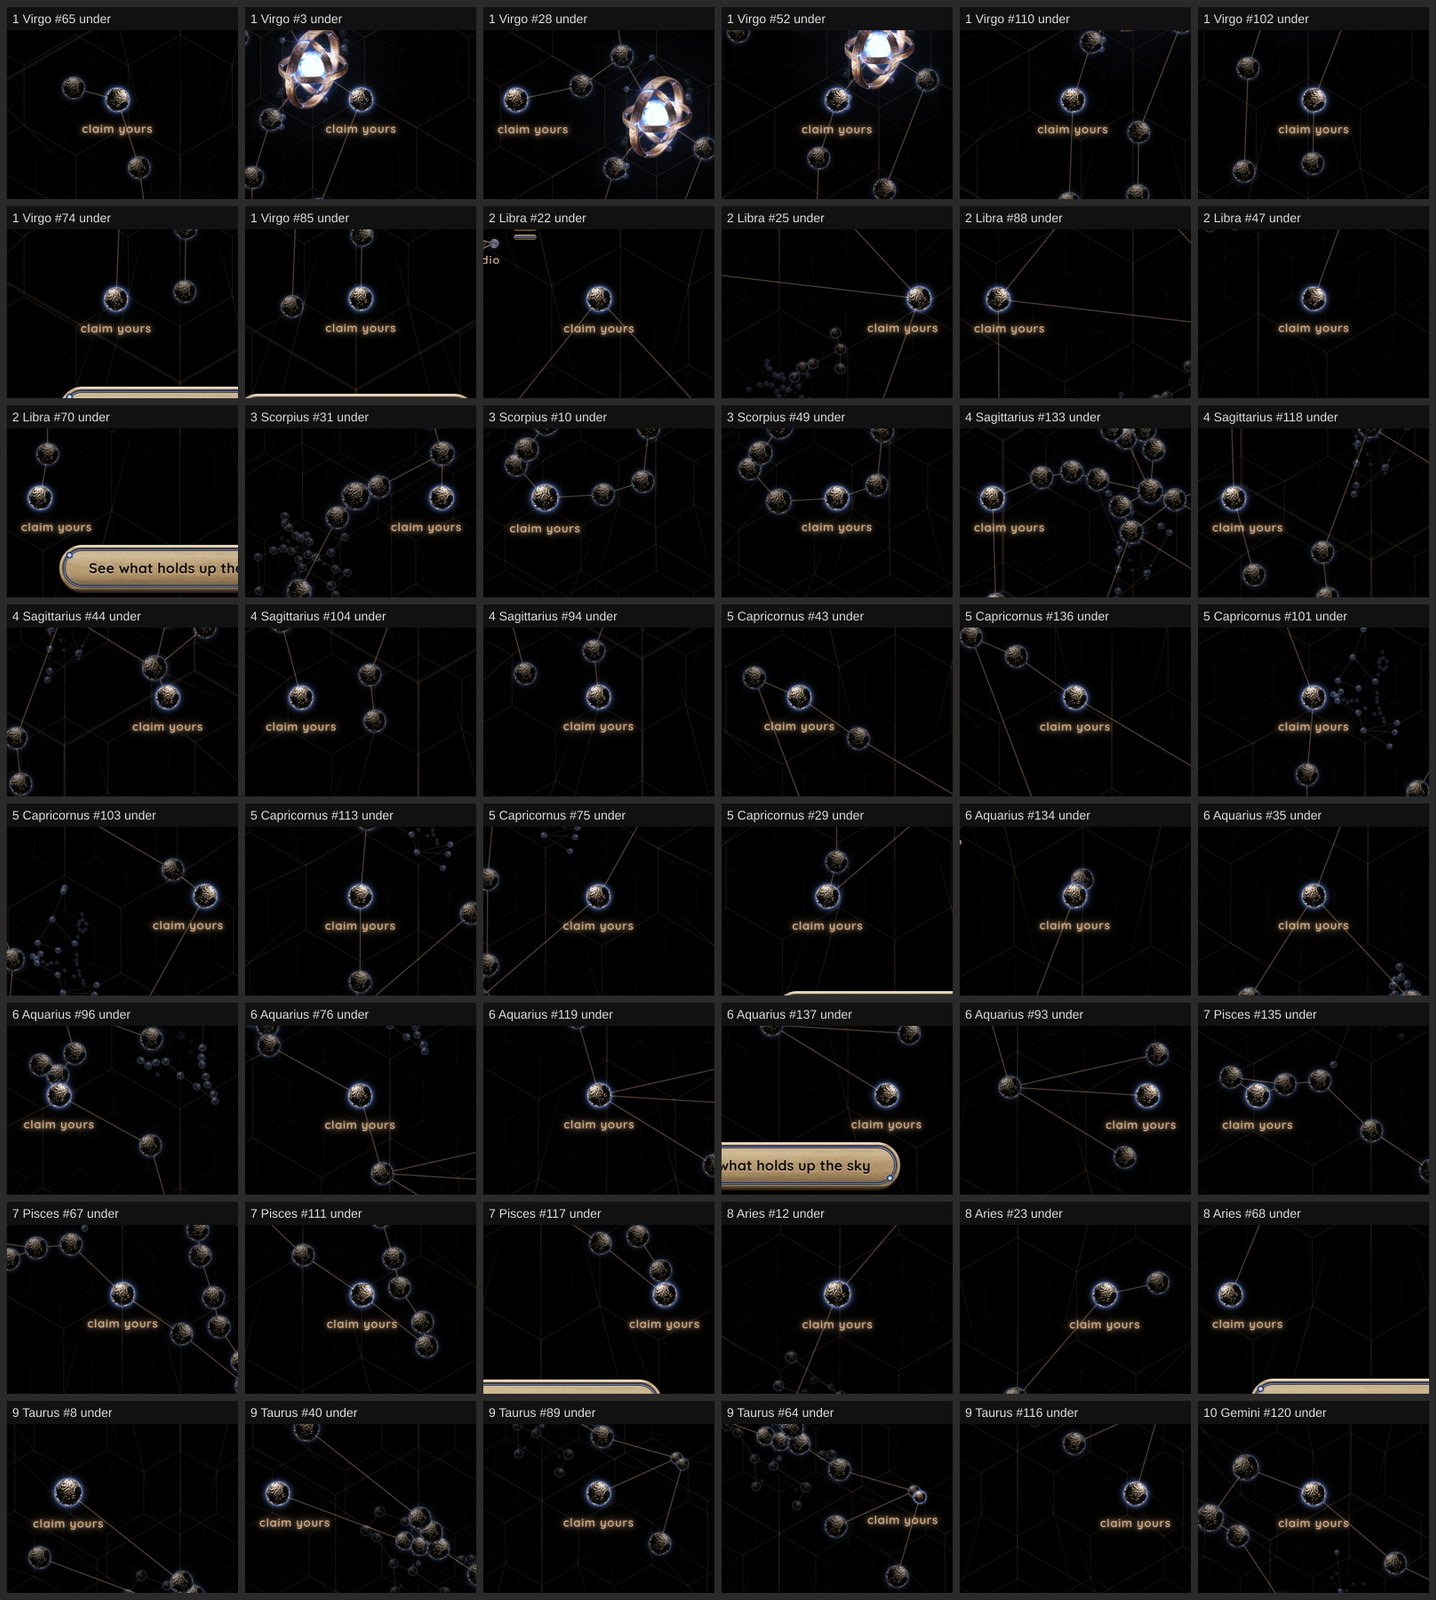 1 Virgo #65 under
claim yours
1 Virgo #3 under
claim yours
1 Virgo #28 under
claim yours
1 Virgo #52 under
claim yours
1 Virgo #110 under
claim yours
1 Virgo #102 under
claim yours
1 Virgo #74 under
claim yours
1 Virgo #85 under
claim yours
2 Libra #22 under
dio
claim yours
2 Libra #25 under
claim yours
2 Libra #88 under
claim yours
2 Libra #47 under
claim yours
2 Libra #70 under
claim yours
See what holds up the
3 Scorpius #31 under
claim yours
3 Scorpius #10 under
claim yours
3 Scorpius #49 under
claim yours
4 Sagittarius #133 under
claim yours
4 Sagittarius #118 under
claim yours
4 Sagittarius #44 under
claim yours
4 Sagittarius #104 under
claim yours
4 Sagittarius #94 under
claim yours
5 Capricornus #43 under
claim yours
5 Capricornus #136 under
claim yours
5 Capricornus #101 under
claim yours
5 Capricornus #103 under
claim yours
5 Capricornus #113 under
claim yours
5 Capricornus #75 under
claim yours
5 Capricornus #29 under
claim yours
6 Aquarius #134 under
claim yours
6 Aquarius #35 under
claim yours
6 Aquarius #96 under
claim yours
6 Aquarius #76 under
claim yours
6 Aquarius #119 under
claim yours
6 Aquarius #137 under
claim yours
what holds up the sky
6 Aquarius #93 under
claim yours
7 Pisces #135 under
claim yours
7 Pisces #67 under
claim yours
7 Pisces #111 under
claim yours
7 Pisces #117 under
claim yours
8 Aries #12 under
claim yours
8 Aries #23 under
claim yours
8 Aries #68 under
claim yours
9 Taurus #8 under
claim yours
9 Taurus #40 under
claim yours
9 Taurus #89 under
claim yours
9 Taurus #64 under
claim yours
9 Taurus #116 under
claim yours
10 Gemini #120 under
claim yours